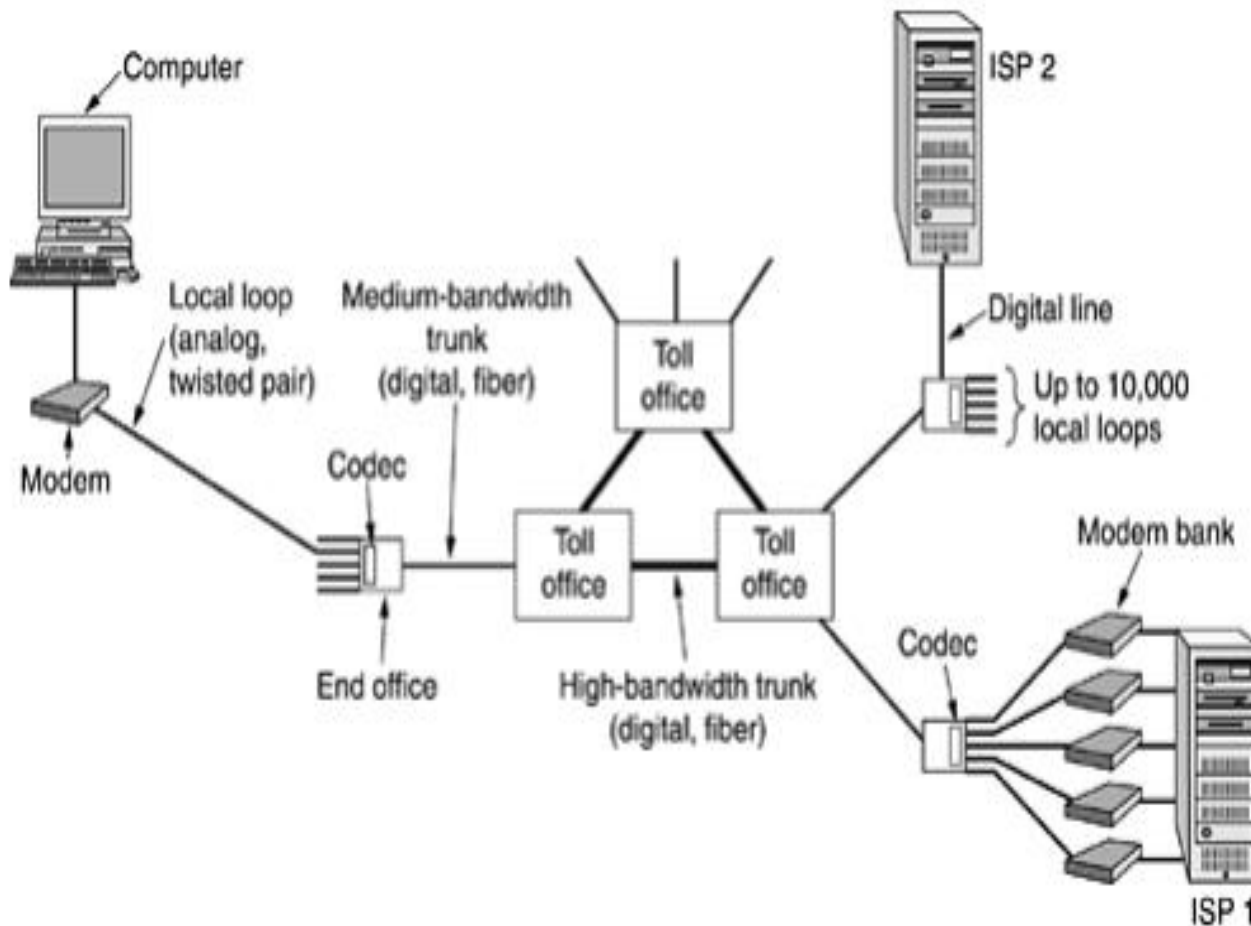 Computer
ISP 2
Local loop
(analog,
twisted pair)
Medium-bandwidth
trunk
(digital, fiber)
Toll
office
Digital line
Up to 10,000
local loops
Modem
Codec
Toll
office
Toll
office
Modem bank
End office
High-bandwidth trunk
(digital, fiber)
Codec
ISP 1